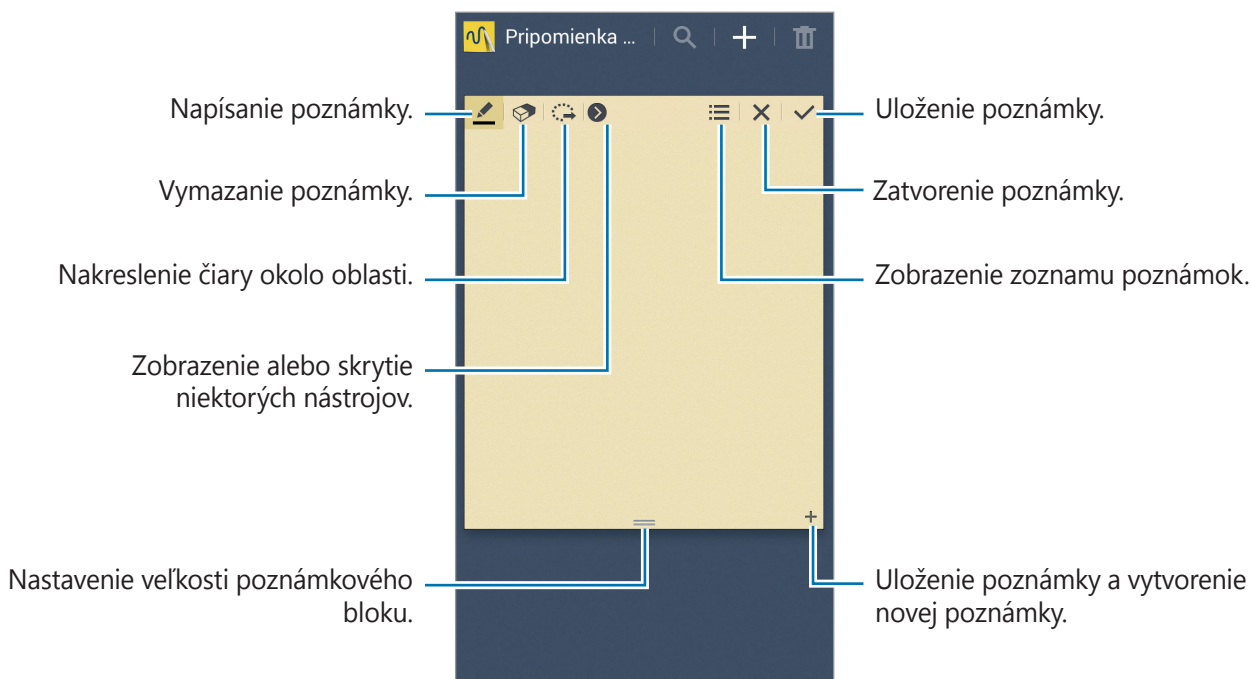 Pripomienka ...
Napísanie poznámky.
Vymazanie poznámky.
Nakreslenie čiary okolo oblasti.
Zobrazenie alebo skrytie
niektorých nástrojov.
Nastavenie veľkosti poznámkového
bloku.
Uloženie poznámky.
Zatvorenie poznámky.
Zobrazenie zoznamu poznámok.
Uloženie poznámky a vytvorenie
novej poznámky.